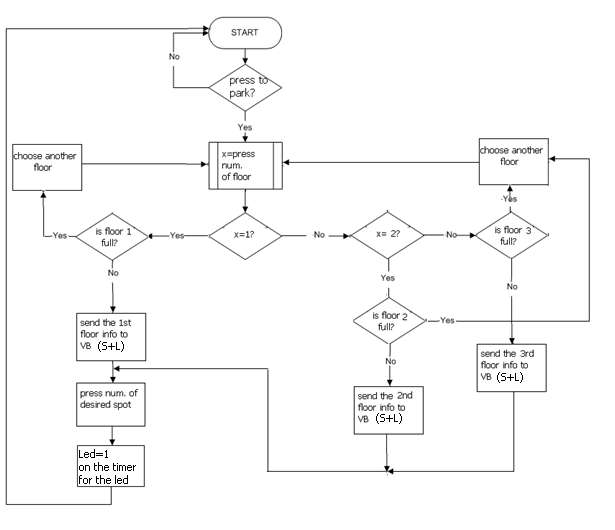 START
No
press to
park?
Yes
choose another
floor
x=press
num.
of floor
choose another
floor
Yes
is floor 1
full?
Yes
Yes
x=1?
No
x= 2?
No
is floor 3
full?
No
Yes
No
is floor 2
full?
Yes
send the 1st
floor info to
VB (S+L)
No
send the 3rd
floor info to
VB (S+L)
press num. of
desired spot
send the 2nd
floor info to
VB (S+L)
Led=1
on the timer
for the led